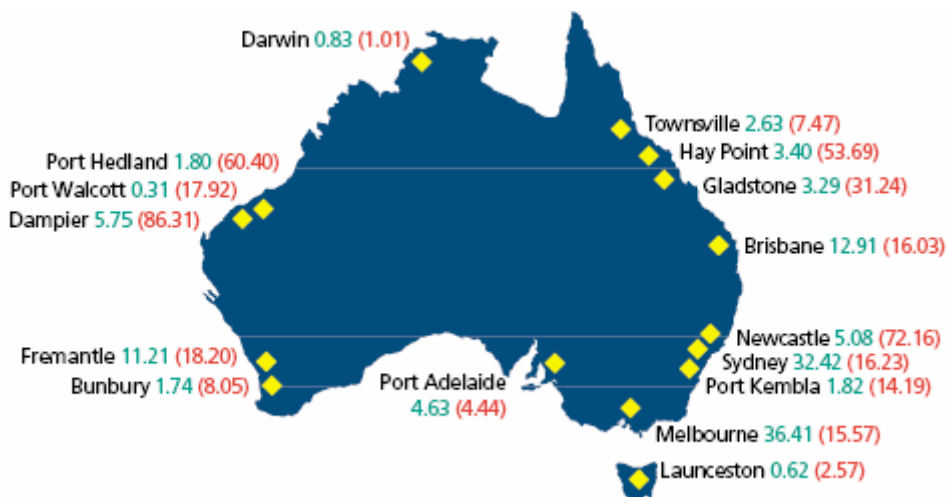 Darwin 0.83 (1.01)
Townsville 2.63 (7.47)
Hay Point 3.40 (53.69)
Port Hedland 1.80 (60.40)
Gladstone 3.29 (31.24)
Port Walcott 0.31 (17.92)
Dampier 5.75 (86.31)
Brisbane 12.91 (16.03)
Newcastle 5.08 (72.16)
Fremantle 11.21 (18.20)
Sydney 32.42 (16.23)
Bunbury 1.74 (8.05)
Port Adelaide
4.63 (4.44)
Port Kembla 1.82 (14.19)
Melbourne 36.41 (15.57)
Launceston 0.62 (2.57)